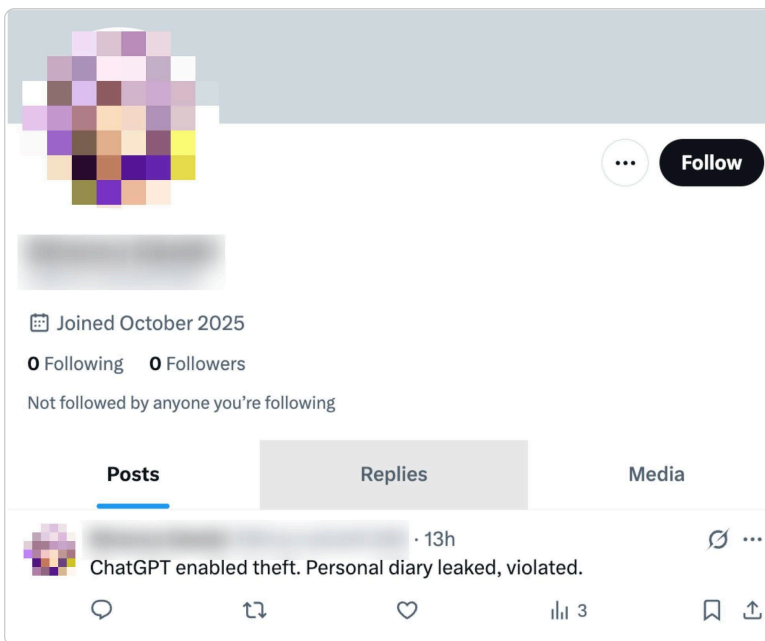 Follow
Joined October 2025
0 Following 0 Followers
Not followed by anyone you're following
Posts Replies Media
· 13h
ChatGPT enabled theft. Personal diary leaked, violated.
3